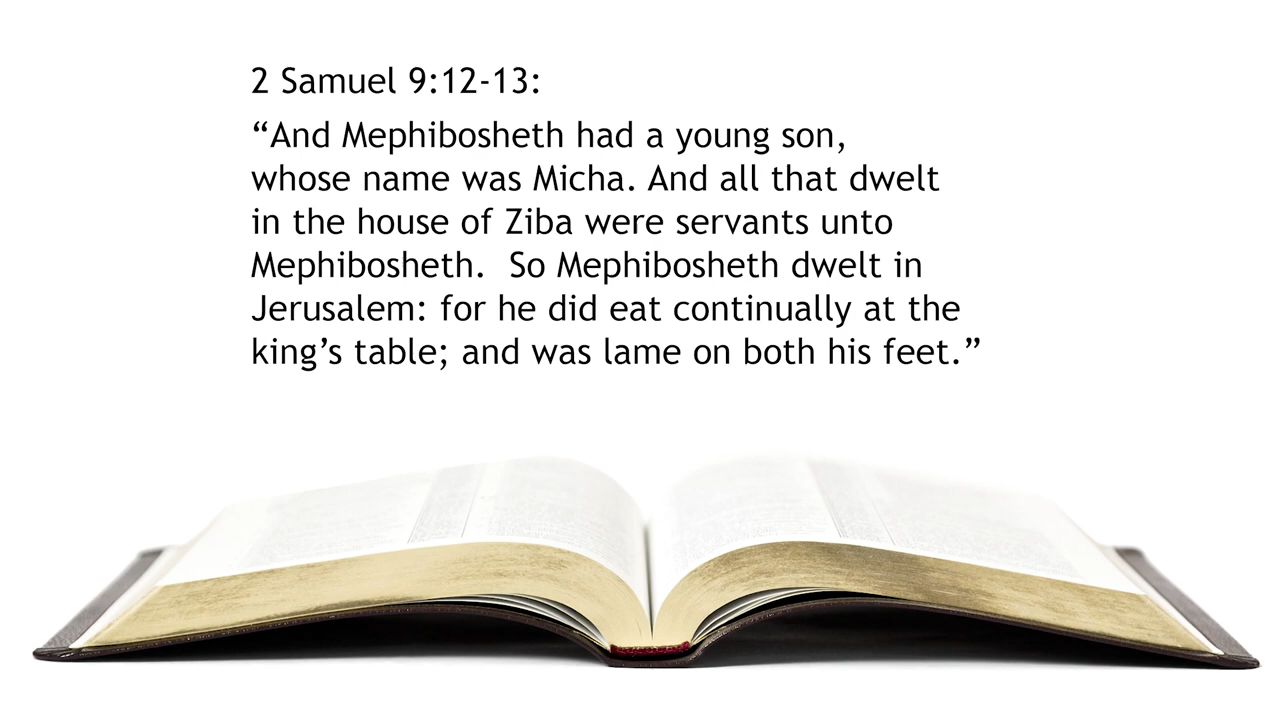 2 Samuel 9:12-13:
“And Mephibosheth had a young son,
whose name was Micha. And all that dwelt
in the house of Ziba were servants unto
Mephibosheth.  So Mephibosheth dwelt in
Jerusalem: for he did eat continually at the
king’s table; and was lame on both his feet.”